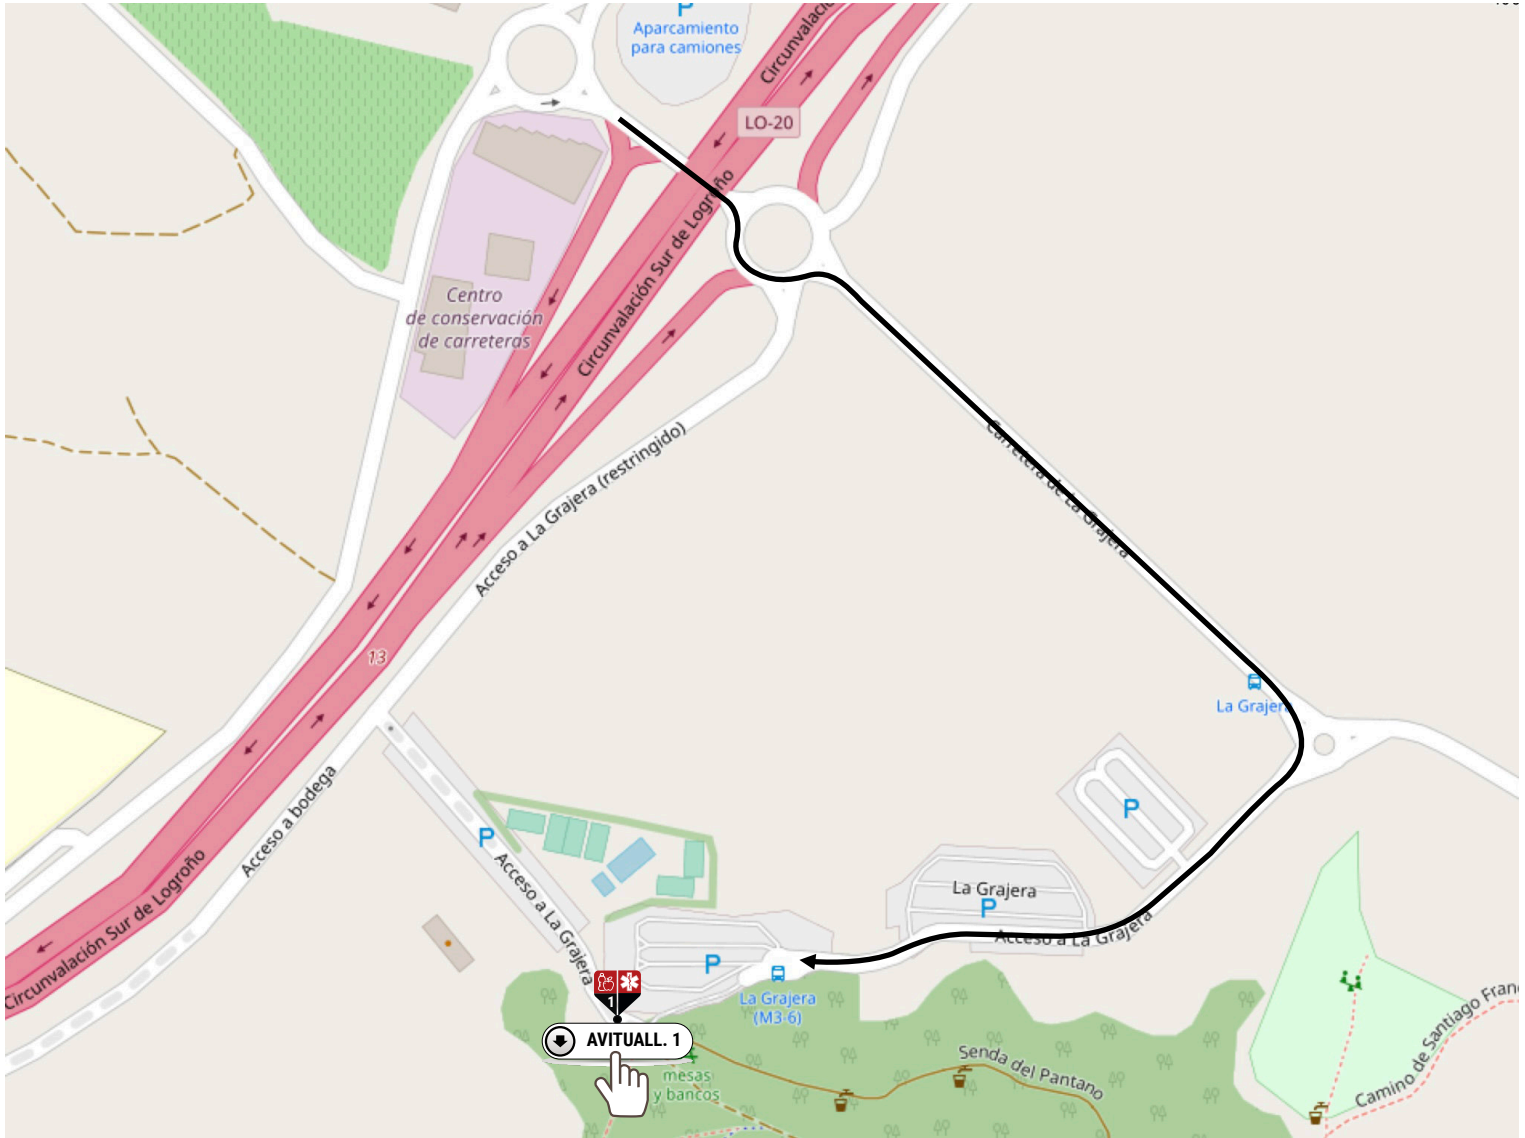 P
Aparcamiento
para camiones
LO-20
Circunvalación Sur de Logroño
Centro
de conservación
de carreteras
Acceso a La Grajera (restringido)
Carretera de La Grajera
13
La Grajera
P
Acceso a bodega
P
Acceso a La Grajera
La Grajera
P
Acceso a La Grajera
Circunvalación Sur de Logroño
P
La Grajera
(M3-6)
1
AVITUALL. 1
mesas
y bancos
Senda del Pantano
Camino de Santiago